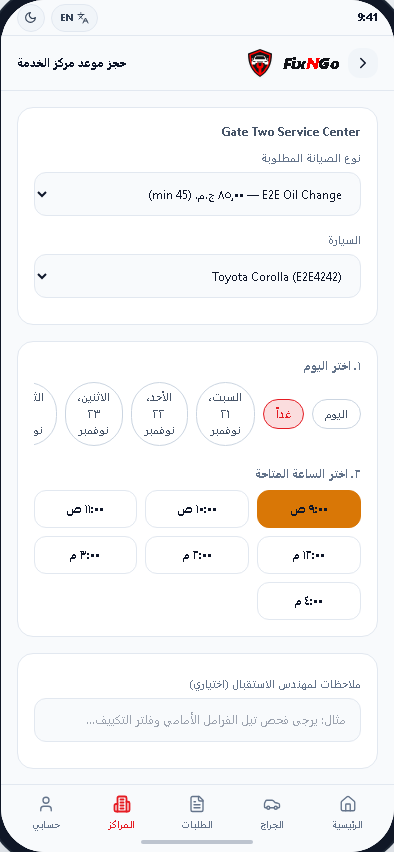 9:41
EN
FixNGo
حجز موعد مركز الخدمة
Gate Two Service Center
نوع الصيانة المطلوبة
E2E Oil Change — ٨٥٫٠٠ ج.م. (45 min)
السيارة
Toyota Corolla (E2E4242)
١. اختر اليوم
اليوم
غداً
السبت، ٢١ نوفمبر
الأحد، ٢٢ نوفمبر
الاثنين، ٢٣ نوفمبر
٢. اختر الساعة المتاحة
٩:٠٠ ص
١٠:٠٠ ص
١١:٠٠ ص
١٢:٠٠ م
٢:٠٠ م
٣:٠٠ م
٤:٠٠ م
ملاحظات لمهندس الاستقبال (اختياري)
مثال: يرجى فحص تيل الفرامل الأمامي وفلتر التكييف...
الرئيسية
الجراج
الطلبات
المراكز
حسابي